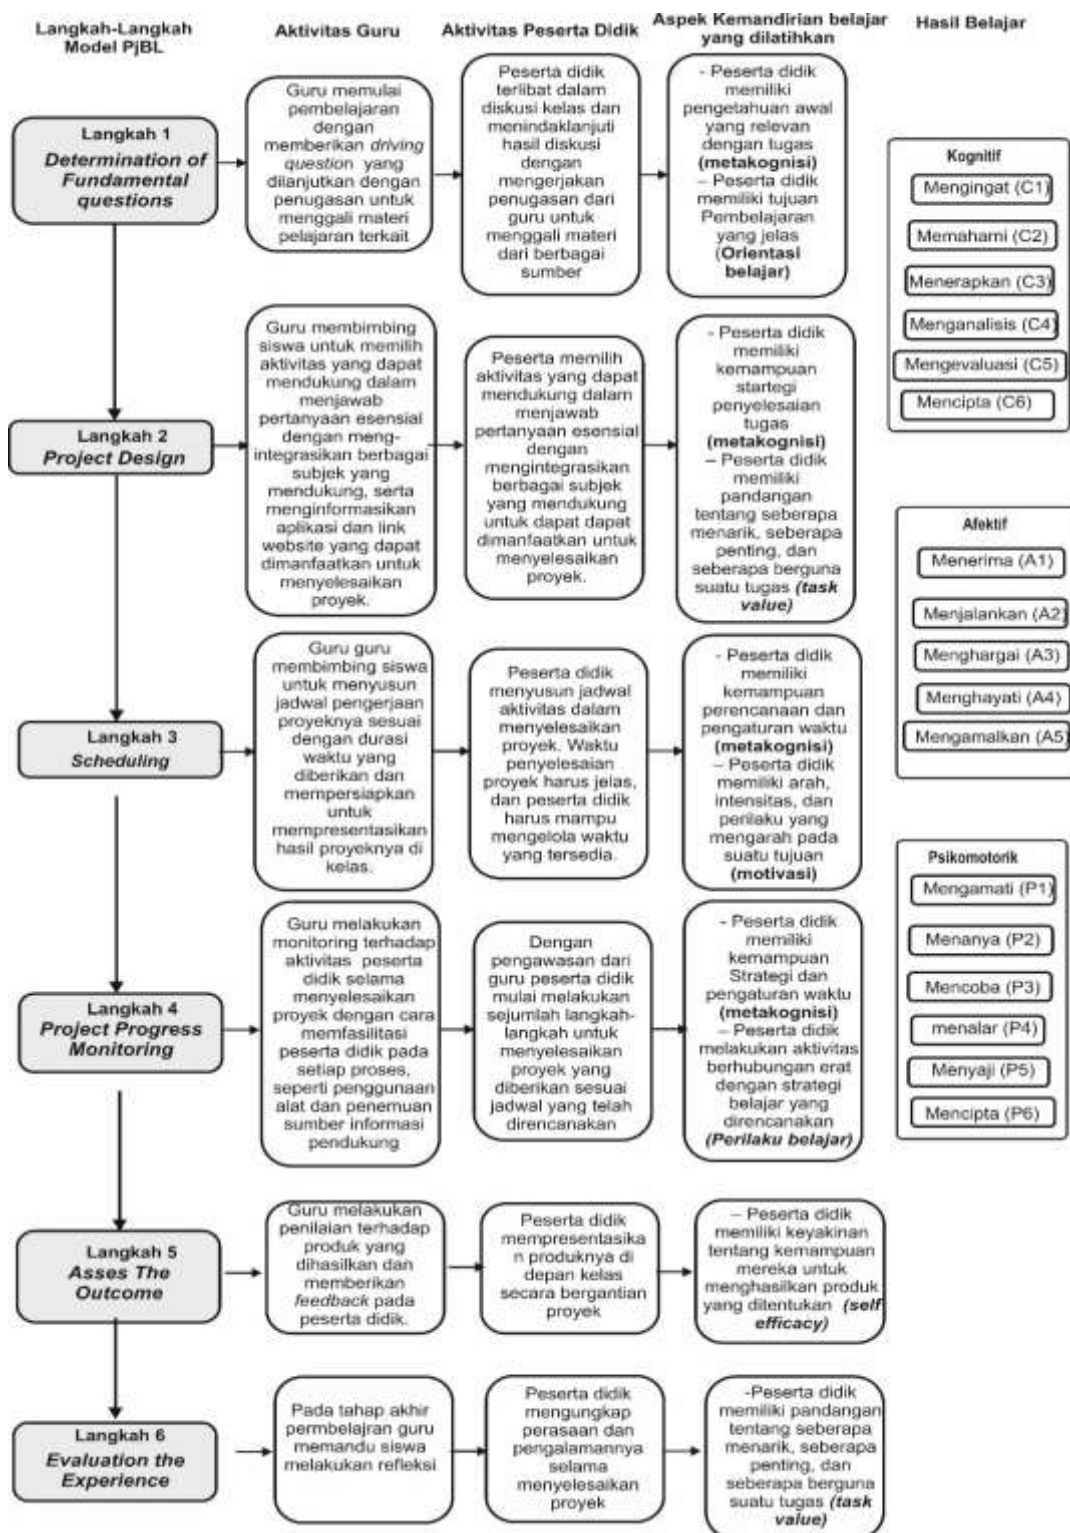 Langkah-Langkah
Model PjBL
Aktivitas Guru
Aktivitas Peserta Didik
Aspek Kemandirian belajar
yang dilatihkan
Hasil Belajar
Langkah 1
Determination of
Fundamental
questions
Guru memulai
pembelajaran
dengan
memberikan driving
question yang
dilanjutkan dengan
penugasan untuk
menggali materi
pelajaran terkait
Peserta didik
terlibat dalam
diskusi kelas dan
menindaklanjuti
hasil diskusi
dengan
mengerjakan
penugasan dari
guru untuk
menggali materi
dari berbagai
sumber
- Peserta didik
memiliki
pengetahuan awal
yang relevan
dengan tugas
(metakognisi)
– Peserta didik
memiliki tujuan
Pembelajaran
yang jelas
(Orientasi
belajar)
Langkah 2
Project Design
Guru membimbing
siswa untuk memilih
aktivitas yang dapat
mendukung dalam
menjawab
pertanyaan esensial
dengan meng-
integrasikan berbagai
subjek yang
mendukung, serta
menginformasikan
aplikasi dan link
website yang dapat
dimanfaatkan untuk
menyelesaikan
proyek.
Peserta memilih
aktivitas yang dapat
mendukung dalam
menjawab
pertanyaan esensial
dengan
mengintegrasikan
berbagai subjek
yang mendukung
untuk dapat dapat
dimanfaatkan untuk
menyelesaikan
proyek.
- Peserta didik
memiliki
kemampuan
startegi
penyelesaian
tugas
(metakognisi)
– Peserta didik
memiliki
pandangan
tentang seberapa
menarik, seberapa
penting, dan
seberapa berguna
suatu tugas (task
value)
Langkah 3
Scheduling
Guru guru
membimbing siswa
untuk menyusun
jadwal pengerjaan
proyeknya sesuai
dengan durasi
waktu yang
diberikan dan
mempersiapkan
untuk
mempresentasikan
hasil proyeknya di
kelas.
Peserta didik
menyusun jadwal
aktivitas dalam
menyelesaikan
proyek. Waktu
penyelesaian
proyek harus jelas,
dan peserta didik
harus mampu
mengelola waktu
yang tersedia.
- Peserta didik
memiliki
kemampuan
perencanaan dan
pengaturan waktu
(metakognisi)
– Peserta didik
memiliki arah,
intensitas, dan
perilaku yang
mengarah pada
suatu tujuan
(motivasi)
Langkah 4
Project Progress
Monitoring
Guru melakukan
monitoring terhadap
aktivitas peserta
didik selama
menyelesaikan
proyek dengan cara
memfasilitasi
peserta didik pada
setiap proses,
seperti penggunaan
alat dan penemuan
sumber informasi
pendukung
Dengan
pengawasan dari
guru peserta didik
mulai melakukan
sejumlah langkah-
langkah untuk
menyelesaikan
proyek yang
diberikan sesuai
jadwal yang telah
direncanakan
- Peserta didik
memiliki
kemampuan
Strategi dan
pengaturan waktu
(metakognisi)
– Peserta didik
melakukan aktivitas
berhubungan erat
dengan strategi
belajar yang
direncanakan
(Perilaku belajar)
Langkah 5
Asses The
Outcome
Guru melakukan
penilaian terhadap
produk yang
dihasilkan dan
memberikan
feedback pada
peserta didik.
Peserta didik
mempresentasika
n produknya di
depan kelas
secara bergantian
proyek
– Peserta didik
memiliki keyakinan
tentang kemampuan
mereka untuk
menghasilkan produk
yang ditentukan (self
efficacy)
Langkah 6
Evaluation the
Experience
Pada tahap akhir
permbelajran guru
memandu siswa
melakukan refleksi
Peserta didik
mengungkap
perasaan dan
pengalamannya
selama
menyelesaikan
proyek
-Peserta didik
memiliki pandangan
tentang seberapa
menarik, seberapa
penting, dan
seberapa berguna
suatu tugas (task
value)
Kognitif
Mengingat (C1)
Memahami (C2)
Menerapkan (C3)
Menganalisis (C4)
Mengevaluasi (C5)
Mencipta (C6)
Afektif
Menerima (A1)
Menjalankan (A2)
Menghargai (A3)
Menghayati (A4)
Mengamalkan (A5)
Psikomotorik
Mengamati (P1)
Menanya (P2)
Mencoba (P3)
menalar (P4)
Menyaji (P5)
Mencipta (P6)